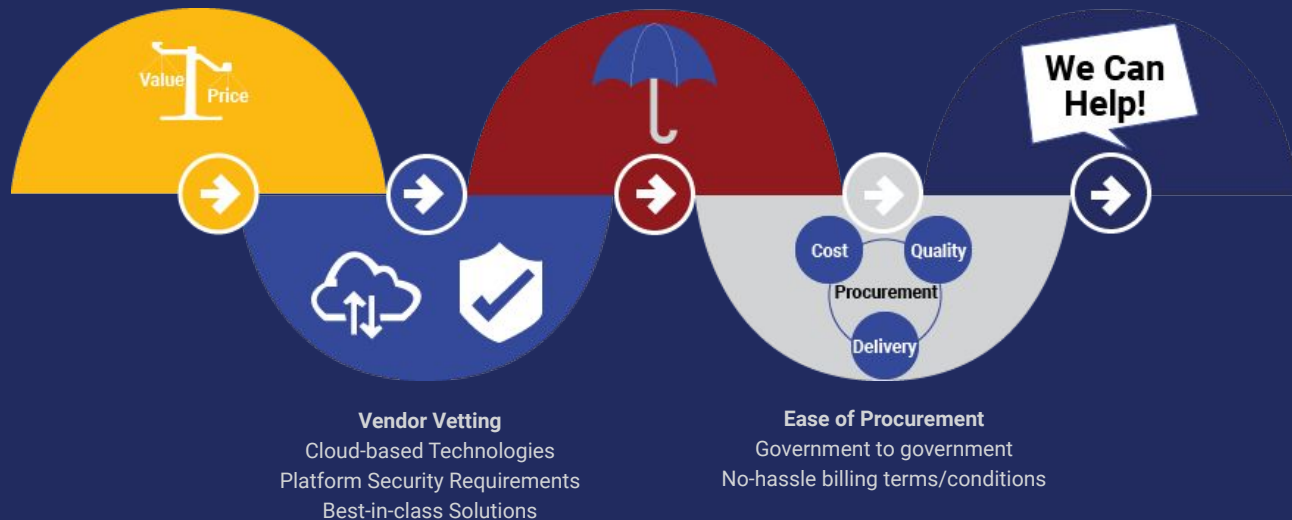 Value
Price
We Can
Help!
Cost
Quality
Procurement
Delivery
Vendor Vetting
Cloud-based Technologies
Platform Security Requirements
Best-in-class Solutions
Ease of Procurement
Government to government
No-hassle billing terms/conditions